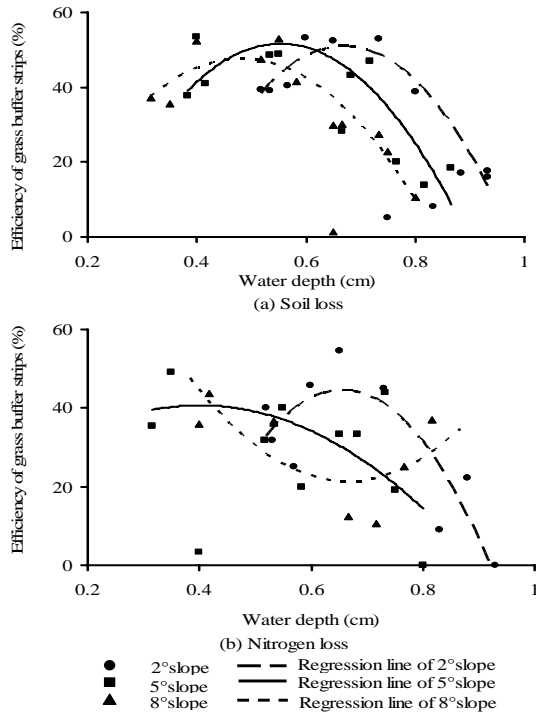 Efficiency of grass buffer strips (%)
60
40
20
0
0.2 0.4 0.6 0.8 1
Water depth (cm)
(a) Soil loss
Efficiency of grass buffer strips (%)
60
40
20
0
0.2 0.4 0.6 0.8 1
Water depth (cm)
(b) Nitrogen loss
2°slope Regression line of 2°slope
5°slope Regression line of 5°slope
8°slope Regression line of 8°slope